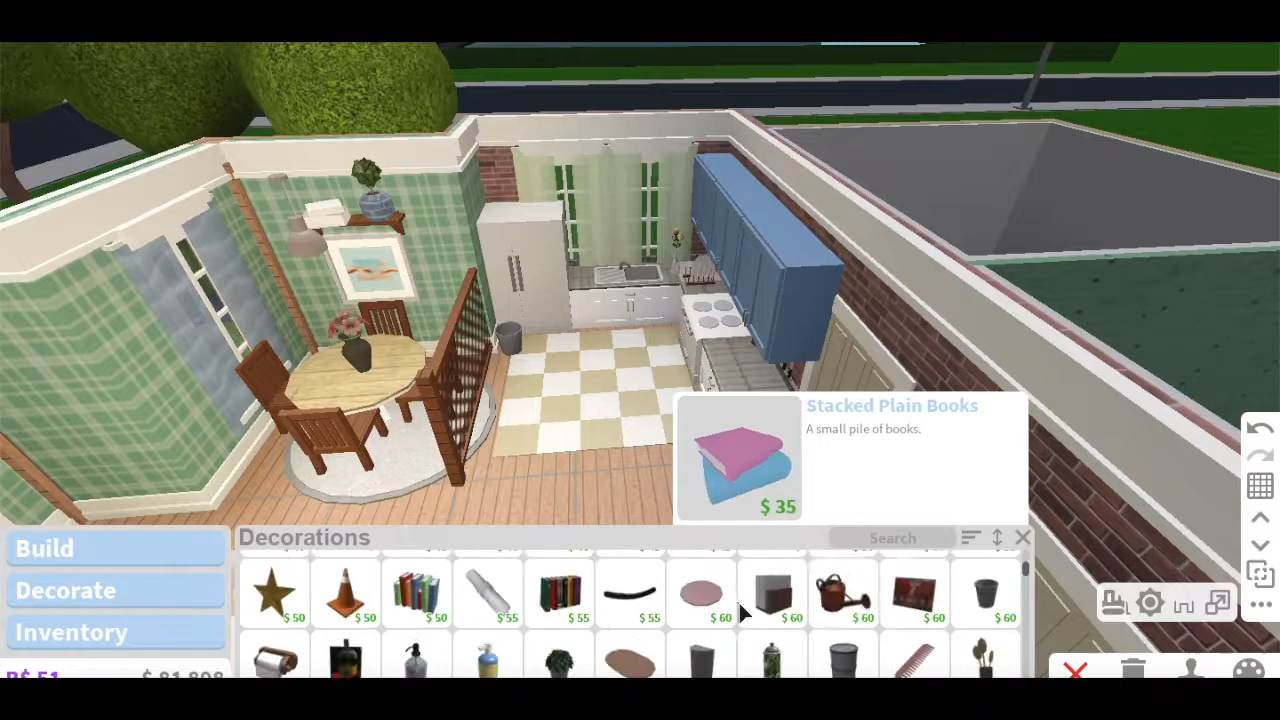 Stacked Plain Books
A small pile of books.
$ 35
Build
Decorate
Inventory
Decorations
Search
$ 50
$ 50
$ 50
$ 55
$ 55
$ 55
$ 60
$ 60
$ 60
$ 60
$ 60